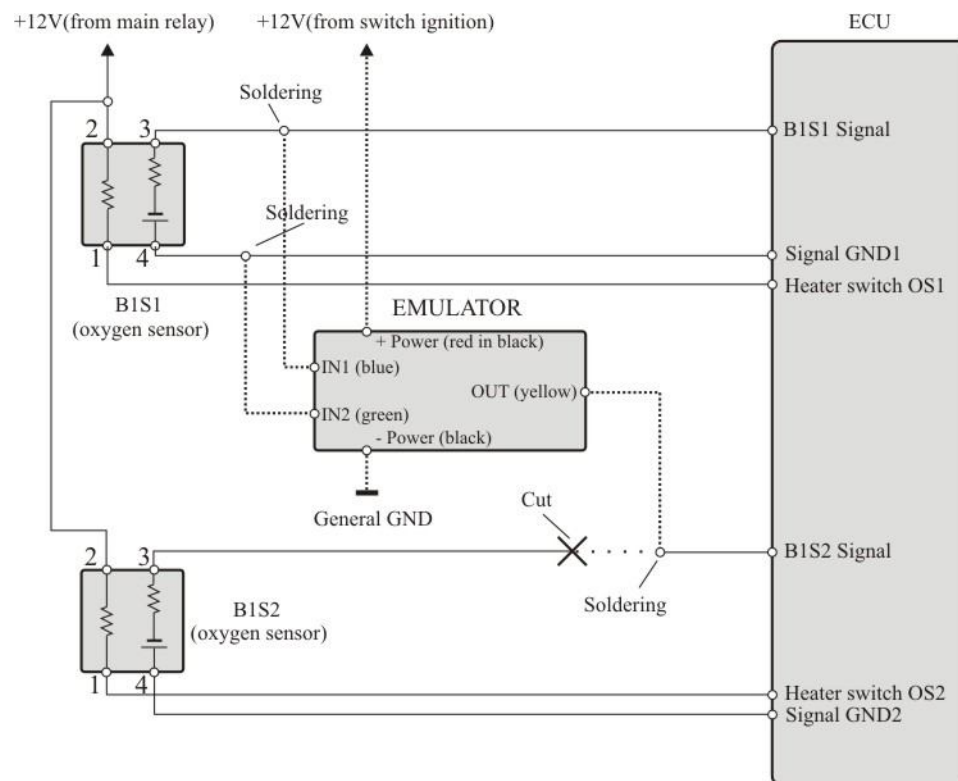 +12V(from main relay)
+12V(from switch ignition)
ECU
Soldering
2
3
B1S1 Signal
Soldering
1
4
Signal GND1
Heater switch OS1
B1S1
(oxygen sensor)
EMULATOR
+ Power (red in black)
IN1 (blue)
OUT (yellow)
IN2 (green)
- Power (black)
General GND
Cut
2
3
B1S2 Signal
Soldering
B1S2
(oxygen sensor)
1
4
Heater switch OS2
Signal GND2